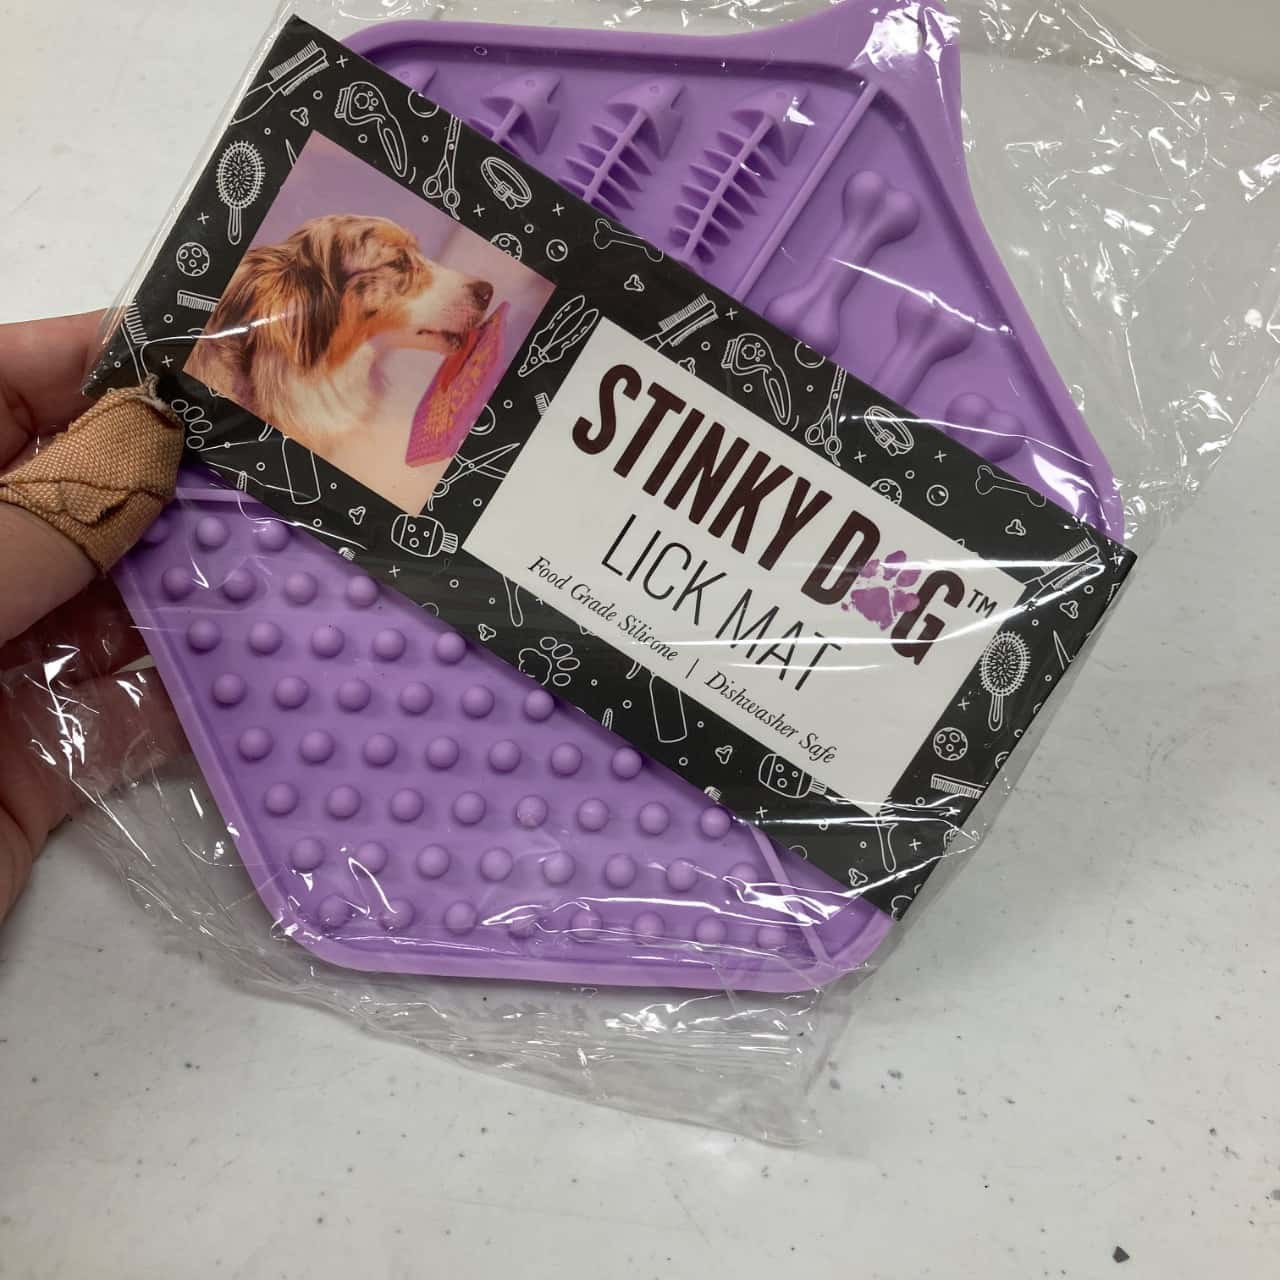 STINKY DOG™
LICK MAT
Food Grade Silicone | Dishwasher Safe